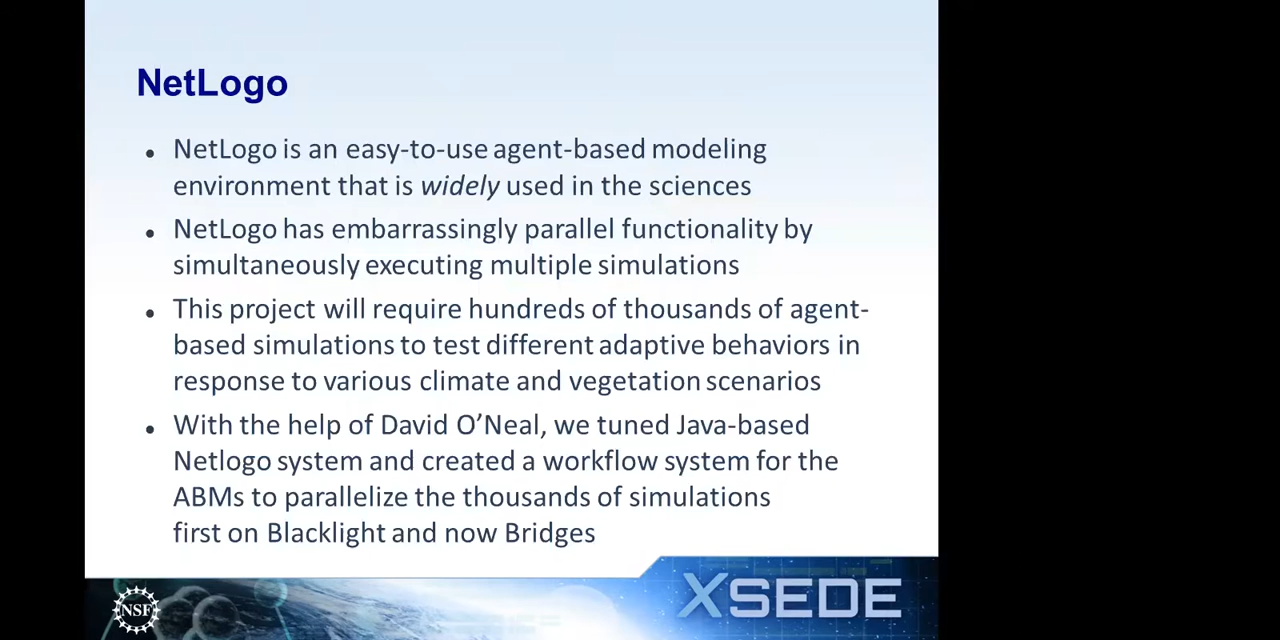 NetLogo
• NetLogo is an easy-to-use agent-based modeling
environment that is widely used in the sciences
• NetLogo has embarrassingly parallel functionality by
simultaneously executing multiple simulations
• This project will require hundreds of thousands of agent-
based simulations to test different adaptive behaviors in
response to various climate and vegetation scenarios
• With the help of David O’Neal, we tuned Java-based
Netlogo system and created a workflow system for the
ABMs to parallelize the thousands of simulations
first on Blacklight and now Bridges
NSF
XSEDE